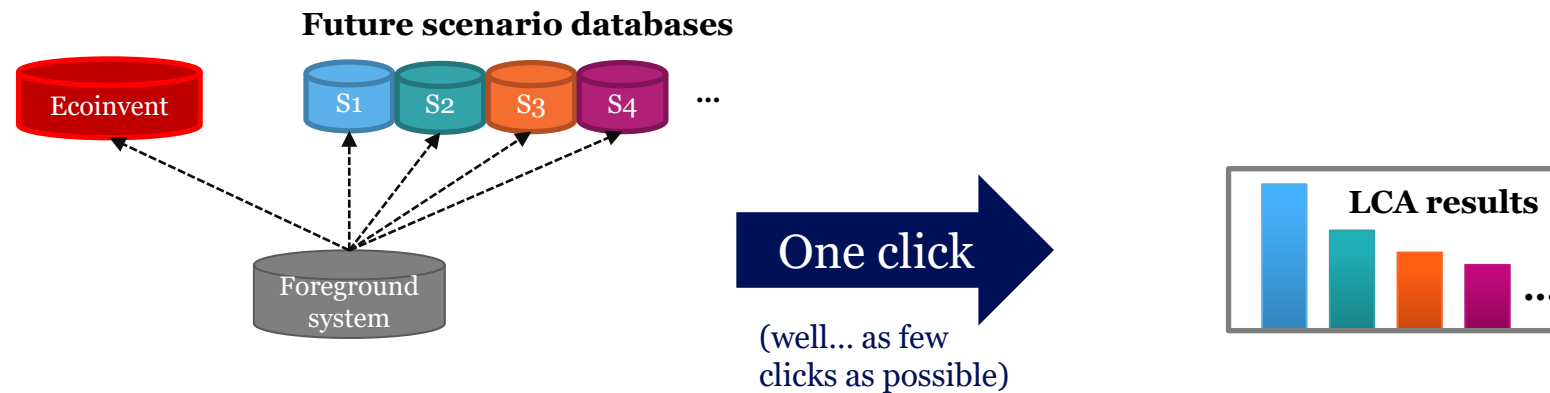 Future scenario databases
Ecoinvent
S1
S2
S3
S4
...
Foreground
system
One click
(well... as few
clicks as possible)
LCA results
...